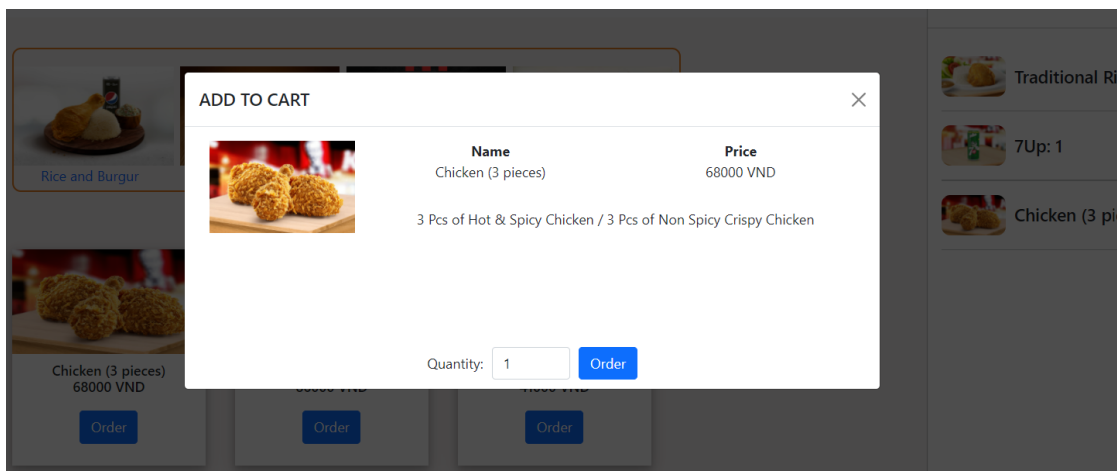 ADD TO CART
Name
Price
Chicken (3 pieces)
68000 VND
3 Pcs of Hot & Spicy Chicken / 3 Pcs of Non Spicy Crispy Chicken
Quantity: 1 Order
Rice and Burgur
Chicken (3 pieces)
68000 VND
Order
VND
Order
VND
Order
Traditional
7Up: 1
Chicken (3